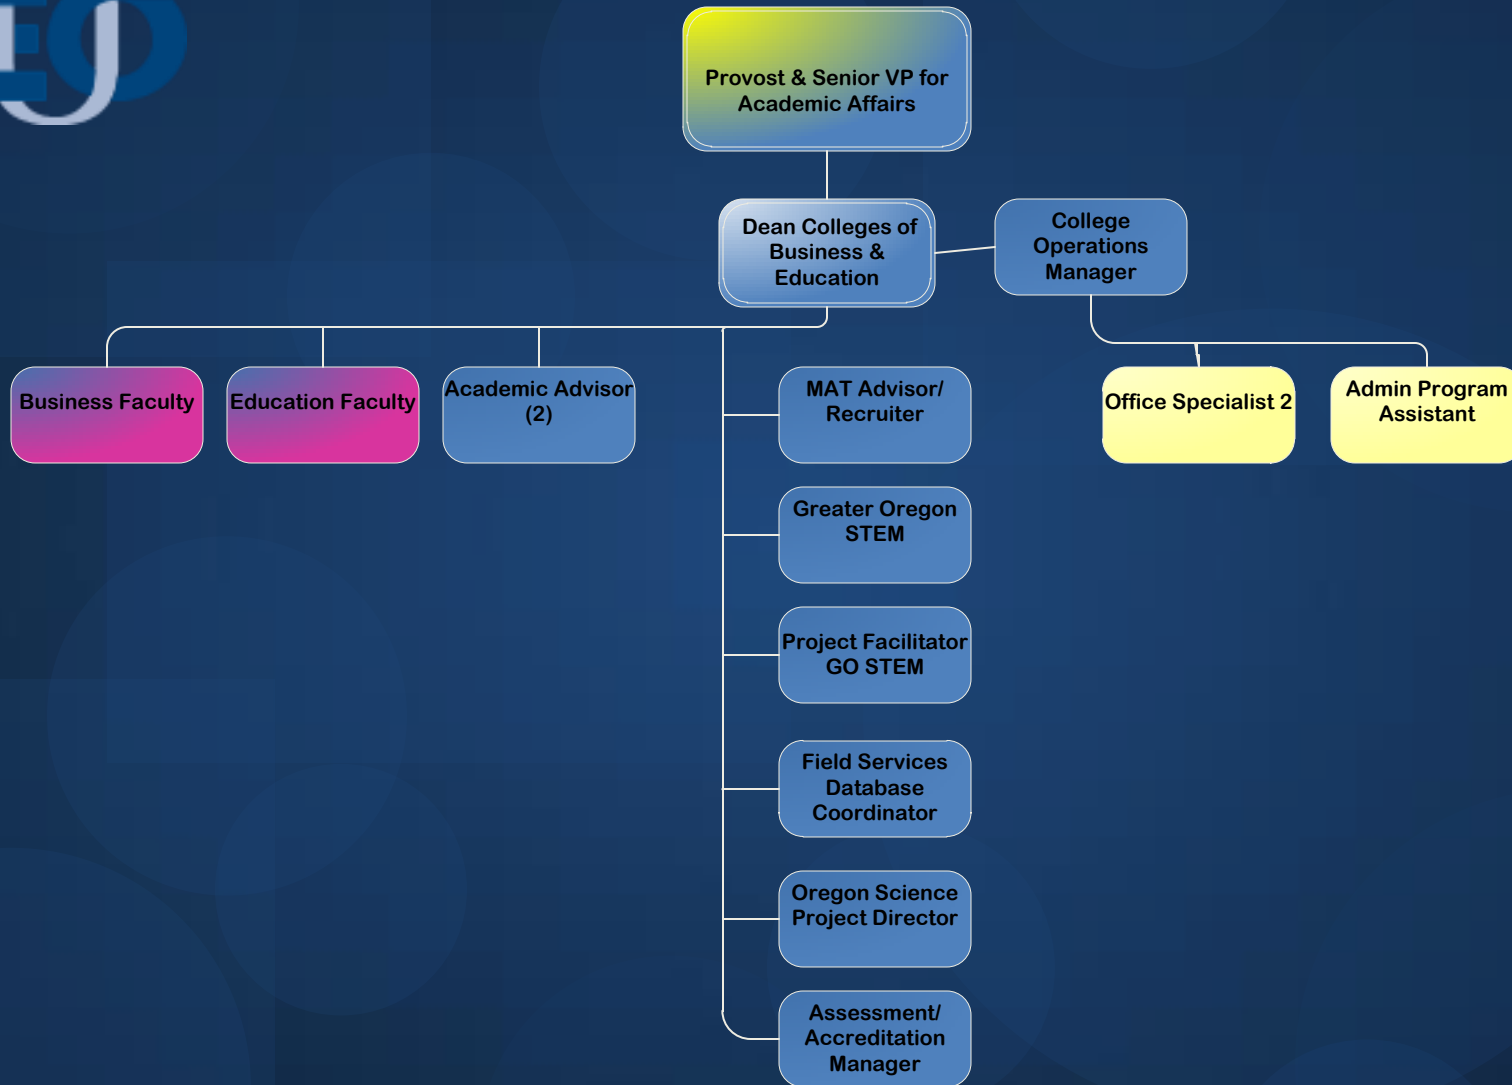 EOU
Provost & Senior VP for
Academic Affairs
Dean Colleges of
Business &
Education
College
Operations
Manager
Business Faculty
Education Faculty
Academic Advisor
(2)
MAT Advisor/
Recruiter
Office Specialist 2
Admin Program
Assistant
Greater Oregon
STEM
Project Facilitator
GO STEM
Field Services
Database
Coordinator
Oregon Science
Project Director
Assessment/
Accreditation
Manager